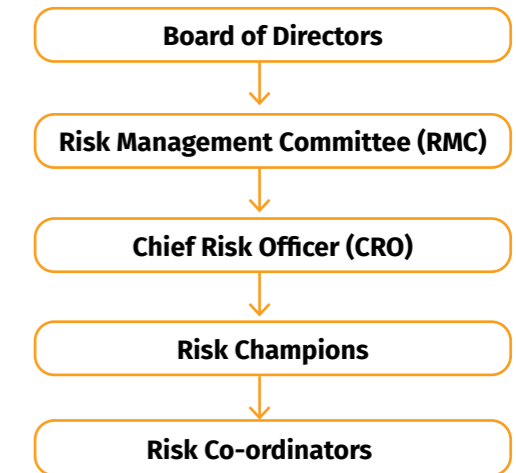 Board of Directors
Risk Management Committee (RMC)
Chief Risk Officer (CRO)
Risk Champions
Risk Co-ordinators